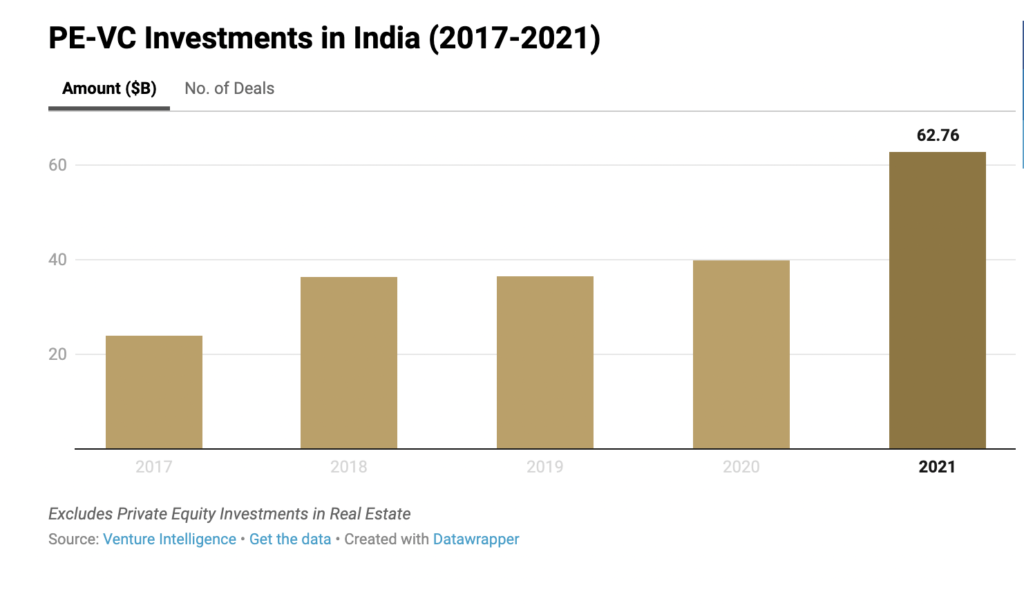 PE-VC Investments in India (2017-2021)
Amount ($B) No. of Deals
62.76
60
40
20
2017 2018 2019 2020 2021
Excludes Private Equity Investments in Real Estate
Source: Venture Intelligence • Get the data • Created with Datawrapper